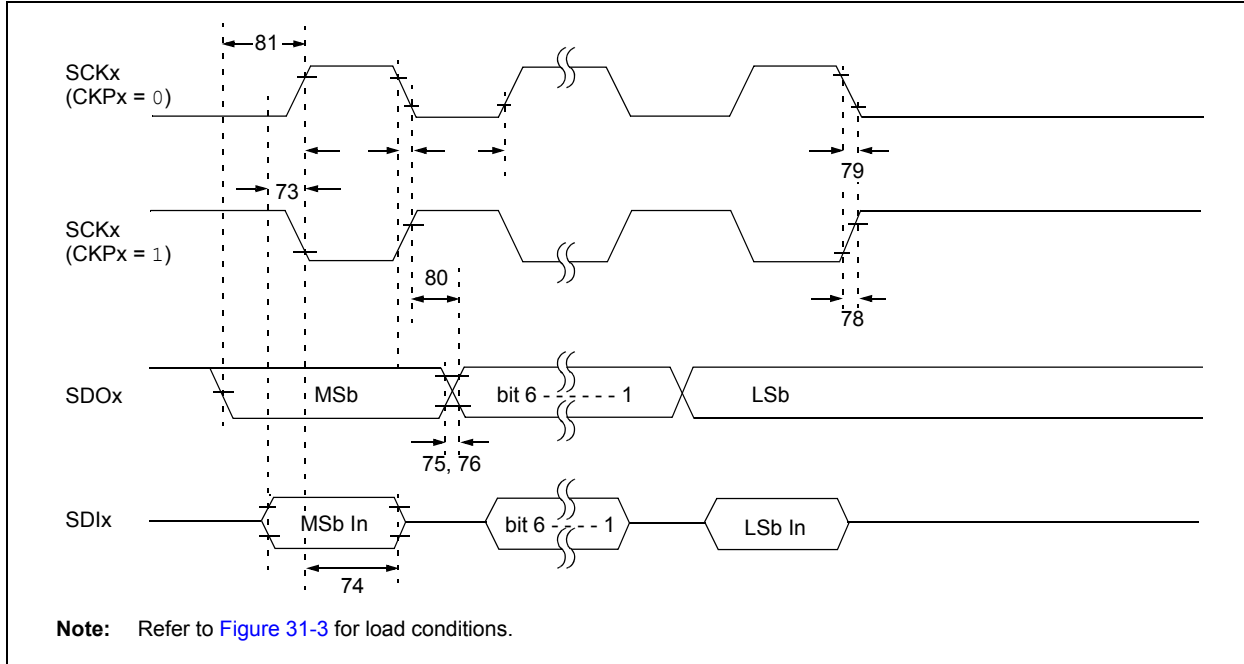 81
SCKx
(CKPx = 0)
79
73
SCKx
(CKPx = 1)
80
78
SDOx
MSb
bit 6 - - - - - - 1
LSb
75, 76
SDIx
MSb In
bit 6 - - - - 1
LSb In
74
Note: Refer to Figure 31-3 for load conditions.